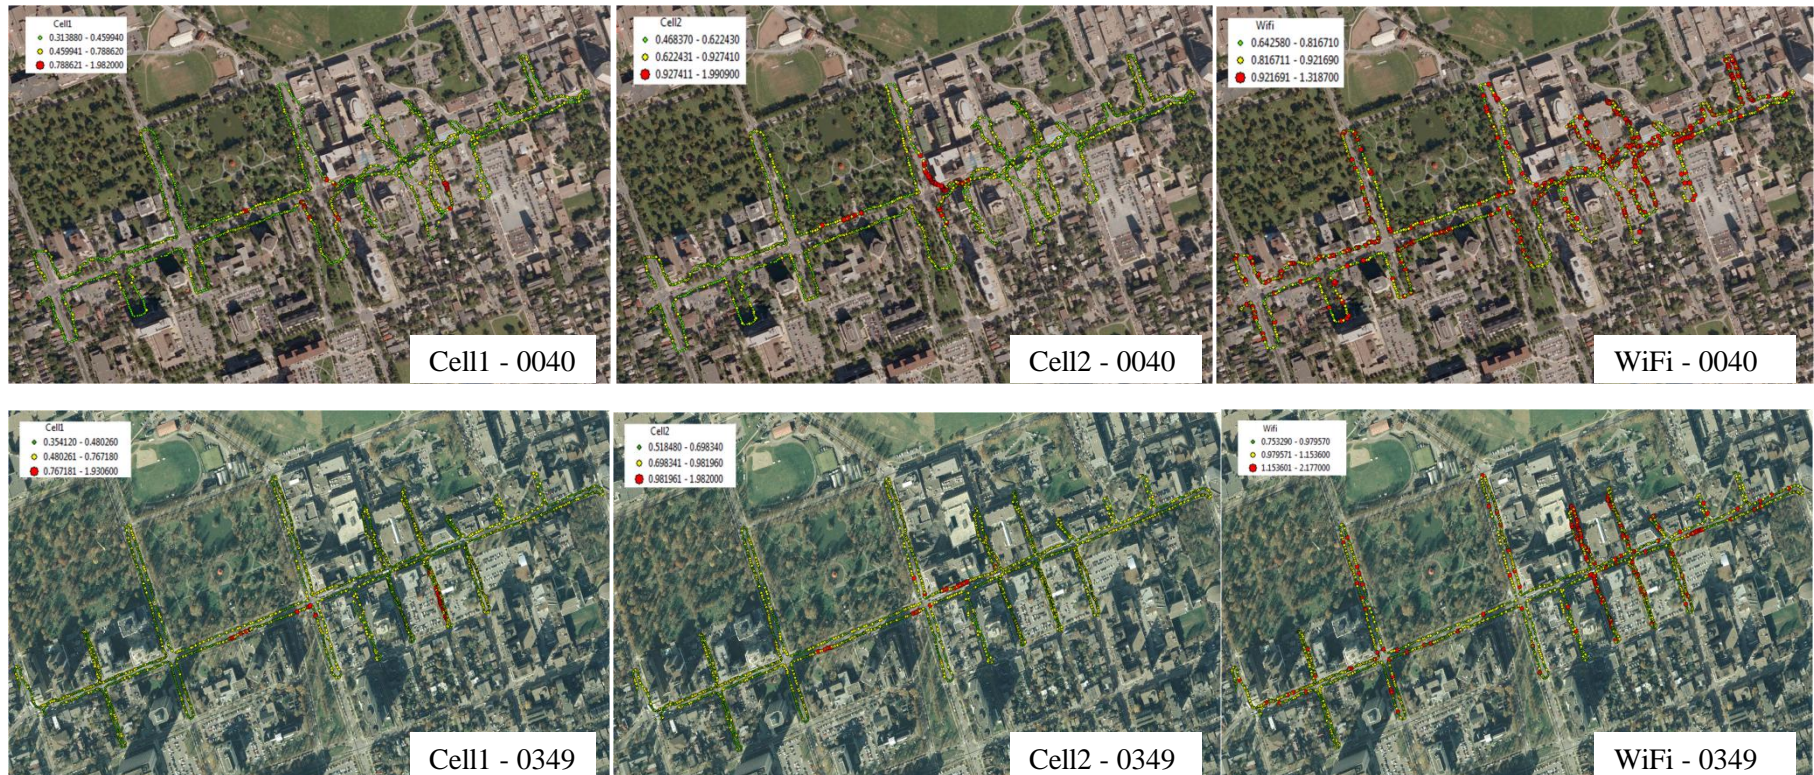 Cell1
0.313880 - 0.459940
0.459941 - 0.788620
0.788621 - 1.982000
Cell1 - 0040
Cell2
0.468370 - 0.622430
0.622431 - 0.927410
0.927411 - 1.990900
Cell2 - 0040
Wifi
0.642580 - 0.816710
0.816711 - 0.921690
0.921691 - 1.318700
WiFi - 0040
Cell1
0.354120 - 0.480260
0.480261 - 0.767180
0.767181 - 1.930600
Cell1 - 0349
Cell2
0.518480 - 0.698340
0.698341 - 0.981960
0.981961 - 1.982000
Cell2 - 0349
Wifi
0.753290 - 0.979570
0.979571 - 1.153600
1.153601 - 2.177000
WiFi - 0349